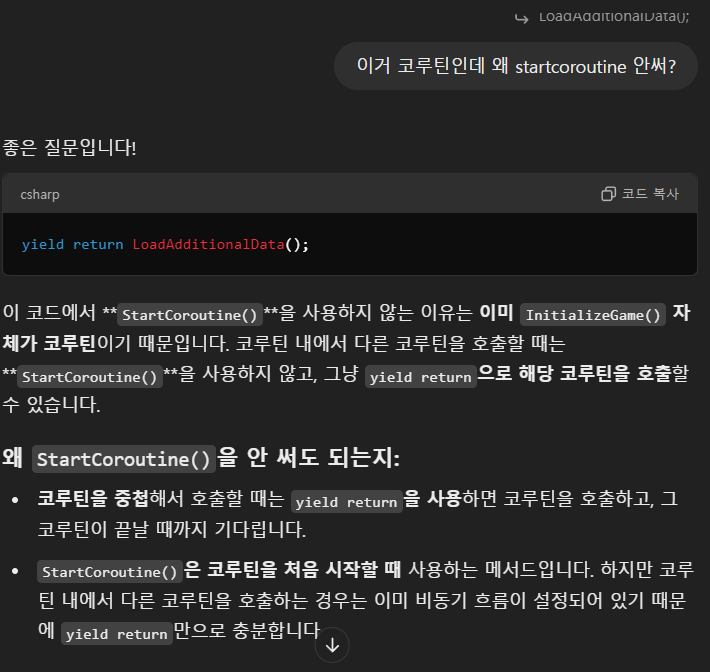 LoadAdditionalData();
이거 코루틴인데 왜 startcoroutine 안써?
좋은 질문입니다!
csharp
코드 복사
yield return LoadAdditionalData();
이 코드에서 **StartCoroutine()**을 사용하지 않는 이유는 이미 InitializeGame() 자
체가 코루틴이기 때문입니다. 코루틴 내에서 다른 코루틴을 호출할 때는
**StartCoroutine()**을 사용하지 않고, 그냥 yield return으로 해당 코루틴을 호출할
수 있습니다.
왜 StartCoroutine()을 안 써도 되는지:
• 코루틴을 중첩해서 호출할 때는 yield return을 사용하면 코루틴을 호출하고, 그
코루틴이 끝날 때까지 기다립니다.
• StartCoroutine()은 코루틴을 처음 시작할 때 사용하는 메서드입니다. 하지만 코루
틴 내에서 다른 코루틴을 호출하는 경우는 이미 비동기 흐름이 설정되어 있기 때문
에 yield return만으로 충분합니다